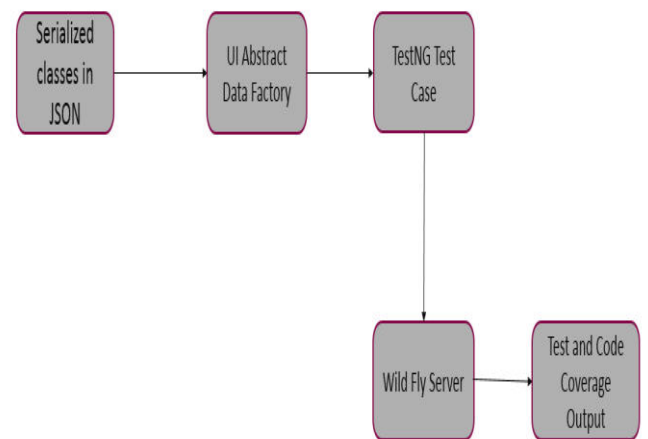 Serialized
classes in
JSON
UI Abstract
Data Factory
TestNG Test
Case
Wild Fly Server
Test and Code
Coverage
Output